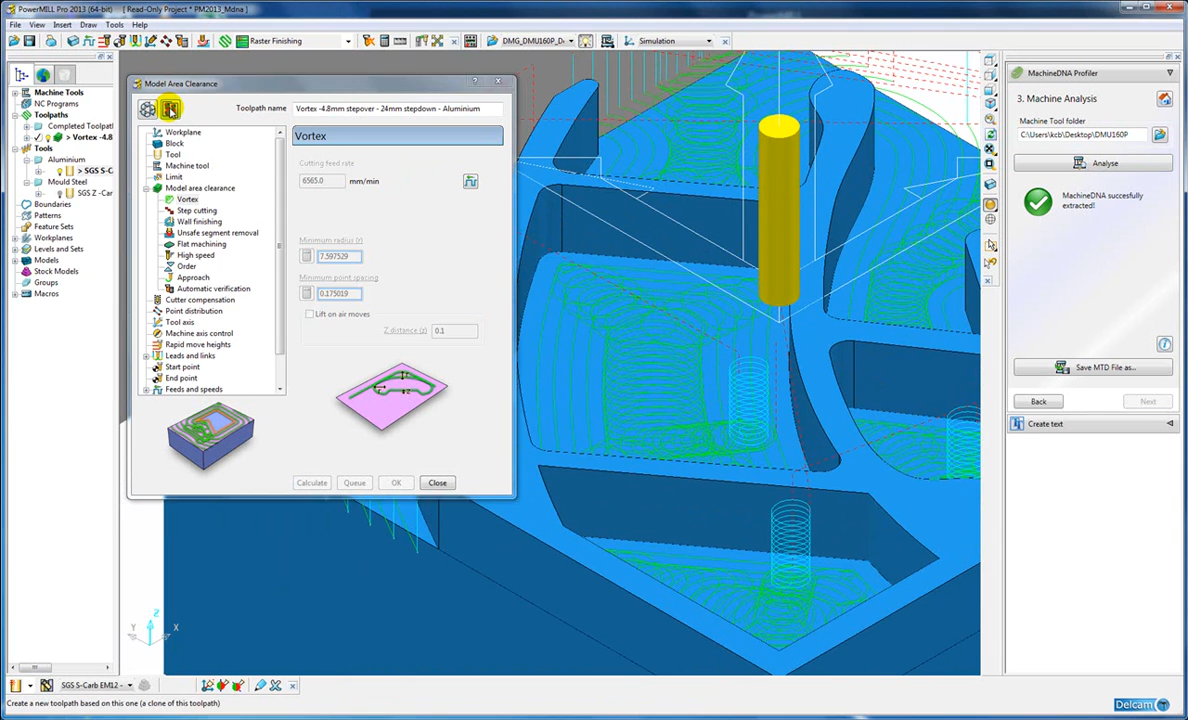 PowerMILL Pro 2013 (64-bit) [ Read-Only Project * PM2013_Mdna ]
File View Insert Draw Tools Help
Raster Finishing
DMG_DMU160P_D
Simulation
Machine Tools
NC Programs
Toolpaths
Completed Toolpath
> Vortex -4.8
Tools
Aluminium
> SGS S-C
Mould Steel
SGS Z -Car
Boundaries
Patterns
Feature Sets
Workplanes
Levels and Sets
Models
Stock Models
Groups
Macros
Model Area Clearance
Toolpath name Vortex -4.8mm stepover - 24mm stepdown - Aluminium
Workplane
Block
Tool
Machine tool
Limit
Model area clearance
Vortex
Step cutting
Wall finishing
Unsafe segment removal
Flat machining
High speed
Order
Approach
Automatic verification
Cutter compensation
Point distribution
Tool axis
Machine axis control
Rapid move heights
Leads and links
Start point
End point
Feeds and speeds
Vortex
Cutting feed rate
6565.0 mm/min
Minimum radius (r)
7.597529
Minimum point spacing
0.175019
Lift on air moves
Z distance (z) 0.1
Calculate Queue OK Close
MachineDNA Profiler
3. Machine Analysis
Machine Tool folder
C:\Users\kcb\Desktop\DMU160P
Analyse
MachineDNA succesfully
extracted!
Save MTD File as...
Back Next
Create text
Z
Y X
SGS S-Carb EM12 -
Create a new toolpath based on this one (a clone of this toolpath)
Delcam